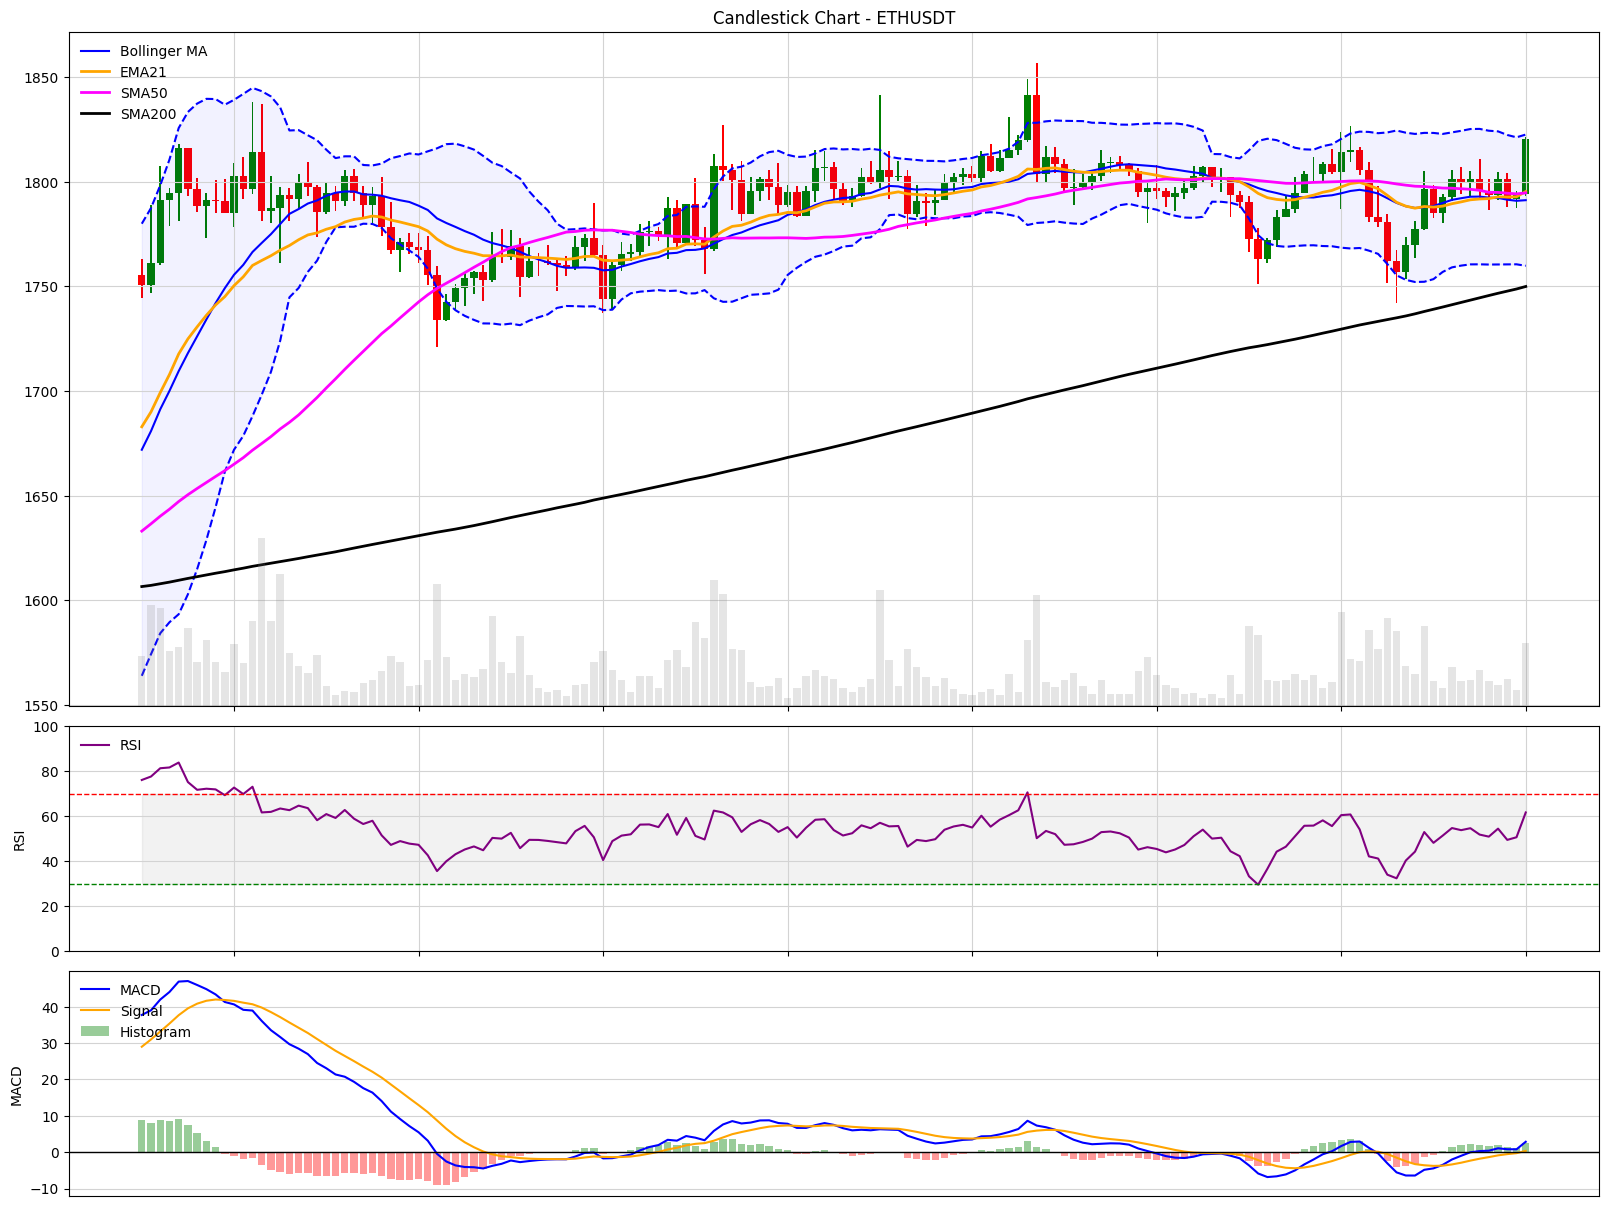 Candlestick Chart - ETHUSDT
Bollinger MA
EMA21
SMA50
SMA200
1850
1800
1750
1700
1650
1600
1550
RSI
100
80
60
40
20
0
RSI
MACD
Signal
Histogram
40
30
20
10
0
−10
MACD